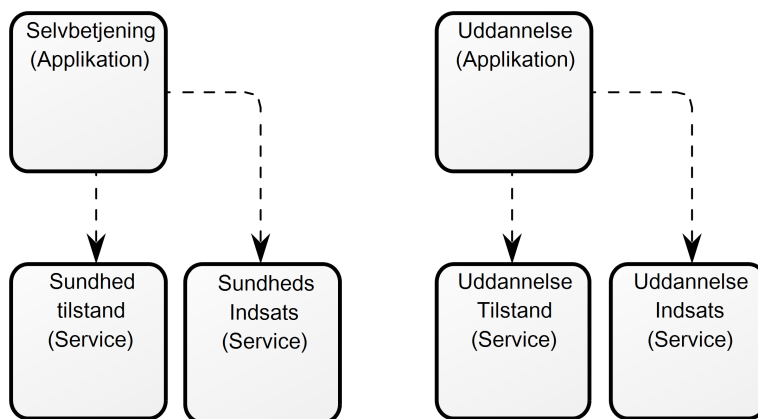 Selvbetjening
(Applikation)
Uddannelse
(Applikation)
Sundhed
tilstand
(Service)
Sundheds
Indsats
(Service)
Uddannelse
Tilstand
(Service)
Uddannelse
Indsats
(Service)